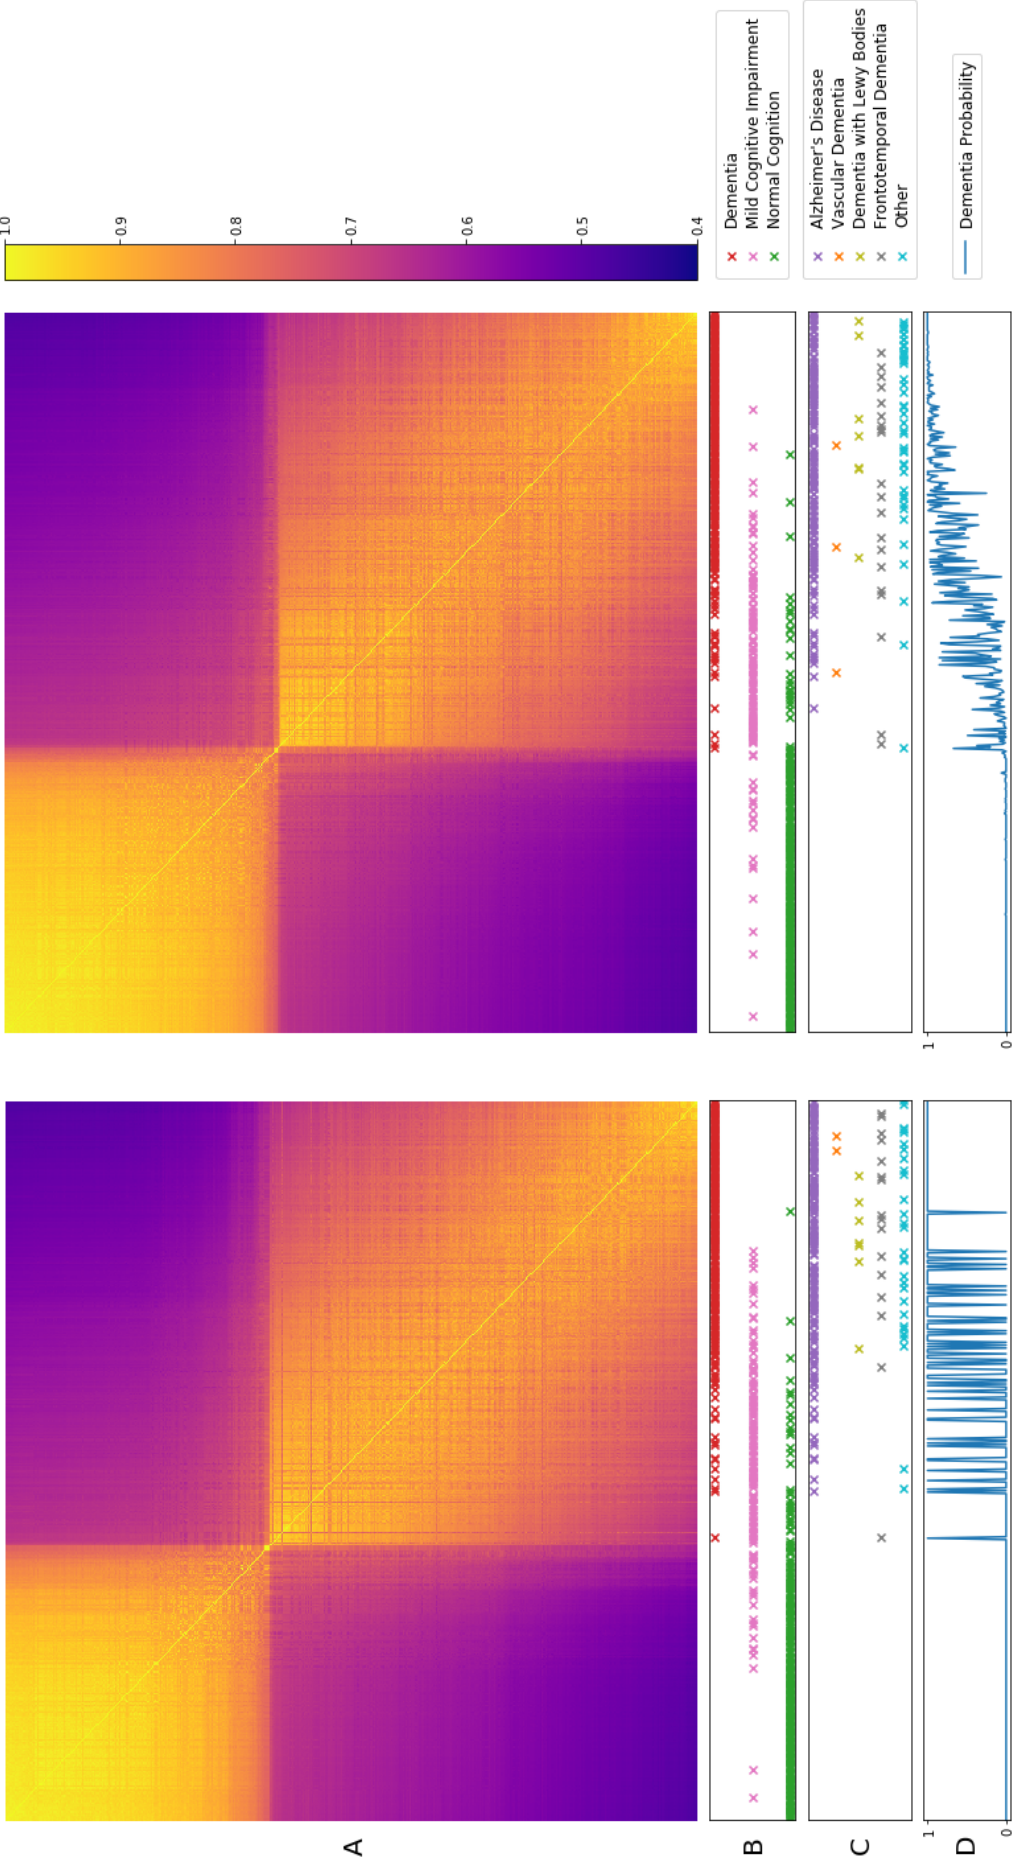 A
1.0
0.9
0.8
0.7
0.6
0.5
0.4
B
Dementia
Mild Cognitive Impairment
Normal Cognition
C
Alzheimer's Disease
Vascular Dementia
Dementia with Lewy Bodies
Frontotemporal Dementia
Other
D
1
0
1
0
Dementia Probability